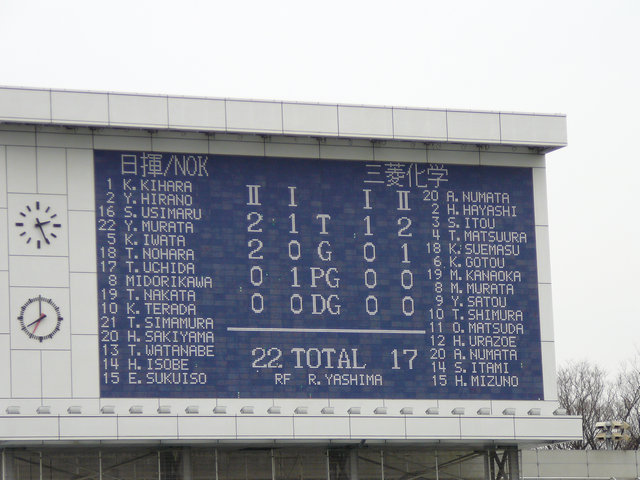 日揮/NOK 三菱化学
1 K. KIHARA II I I II 20 A. NUMATA
2 Y. HIRANO 2 H. HAYASHI
16 S. USIMARU 2 1 T 1 2 3 S. ITOU
22 Y. MURATA 4 T. MATSUURA
5 K. IWATA 2 0 G 0 1 18 K. SUEMASU
18 T. NOHARA 6 K. GOTOU
17 T. UCHIDA 0 1 PG 0 0 19 M. KANAOKA
8 MIDORIKAWA 8 M. MURATA
19 T. NAKATA 0 0 DG 0 0 9 Y. SATOU
10 K. TERADA 10 T. SHIMURA
21 T. SIMAMURA 11 O. MATSUDA
20 H. SAKIYAMA 12 H. URAZOE
13 T. WATANABE 22 TOTAL 17 20 A. NUMATA
14 H. ISOBE 14 S. ITAMI
15 E. SUKUISO RF R. YASHIMA 15 H. MIZUNO